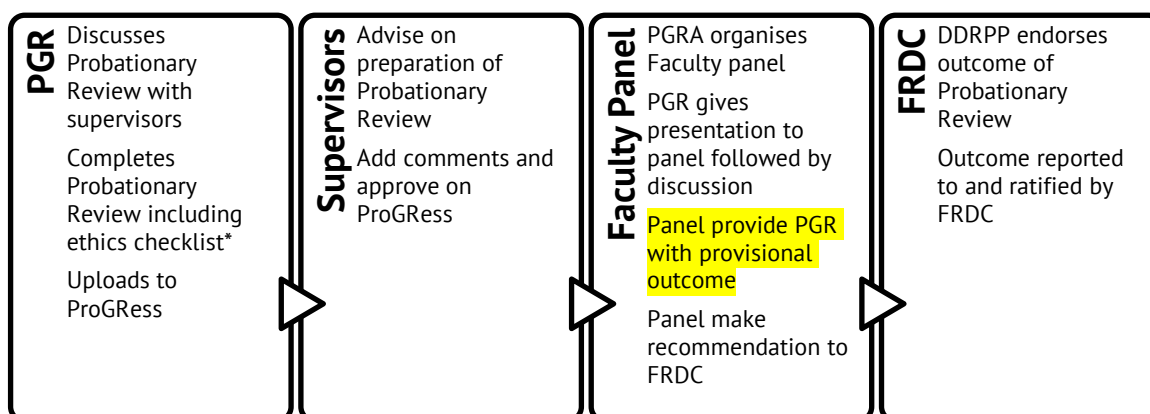 PGR
Discusses
Probationary
Review with
supervisors
Completes
Probationary
Review including
ethics checklist*
Uploads to
ProGRess
Supervisors
Advise on
preparation of
Probationary
Review
Add comments and
approve on
ProGRess
Faculty Panel
PGRA organises
Faculty panel
PGR gives
presentation to
panel followed by
discussion
Panel provide PGR
with provisional
outcome
Panel make
recommendation to
FRDC
FRDC
DDRPP endorses
outcome of
Probationary
Review
Outcome reported
to and ratified by
FRDC